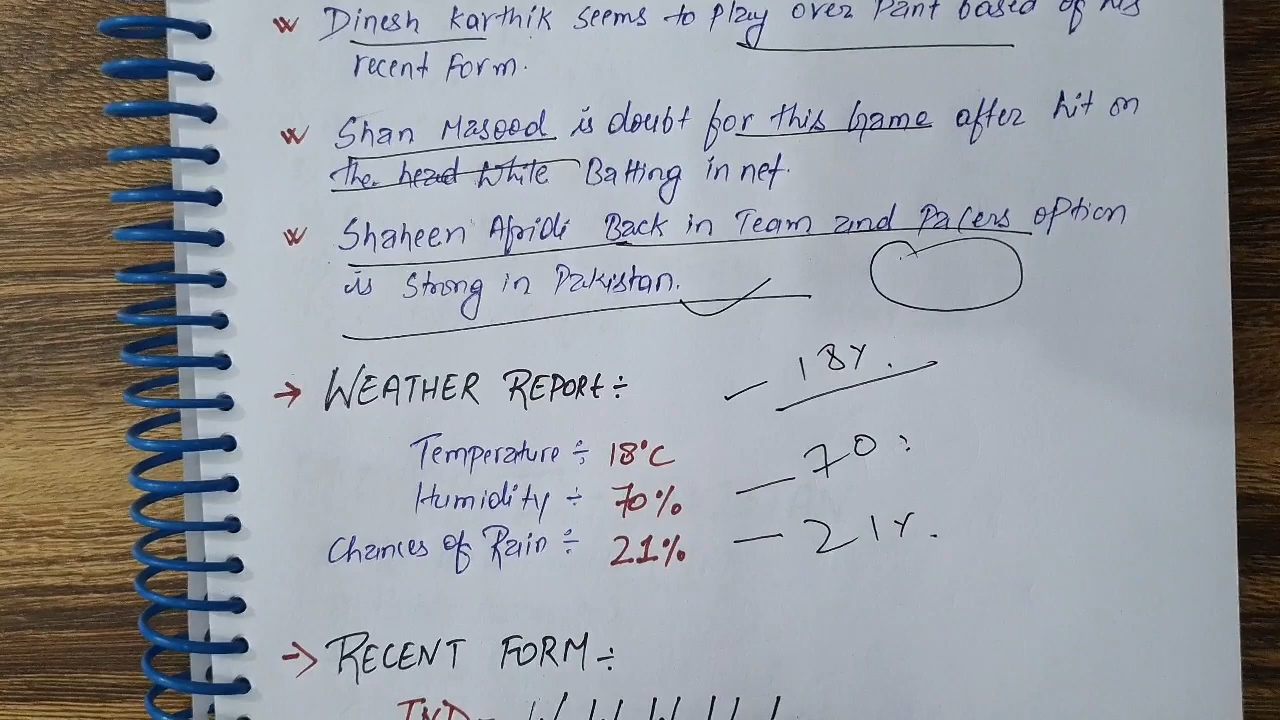 w Dinesh Karthik seems to play over Pant based of his
recent form.
w Shan Masood is doubt for this Game after hit on
the head While Batting in net.
w Shaheen Afridi Back in Team and Pacers option
is Strong in Pakistan.
→ WEATHER REPORT ÷
18%.
Temperature ÷ 18°C
70%
Humidity ÷ 70%
Chances of Rain ÷ 21%
21%.
→ RECENT FORM ÷
IND -